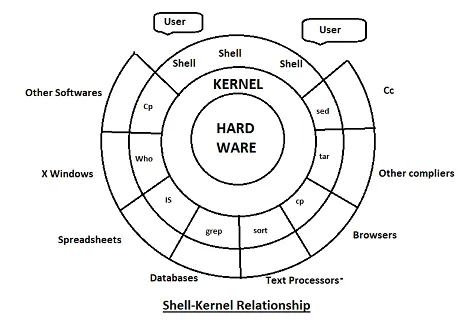 User
User
Shell
Shell
Shell
KERNEL
HARD
WARE
Other Softwares
Cp
sed
Cc
X Windows
Who
tar
Other compliers
IS
cp
grep
sort
Spreadsheets
Browsers
Databases
Text Processors"
Shell-Kernel Relationship